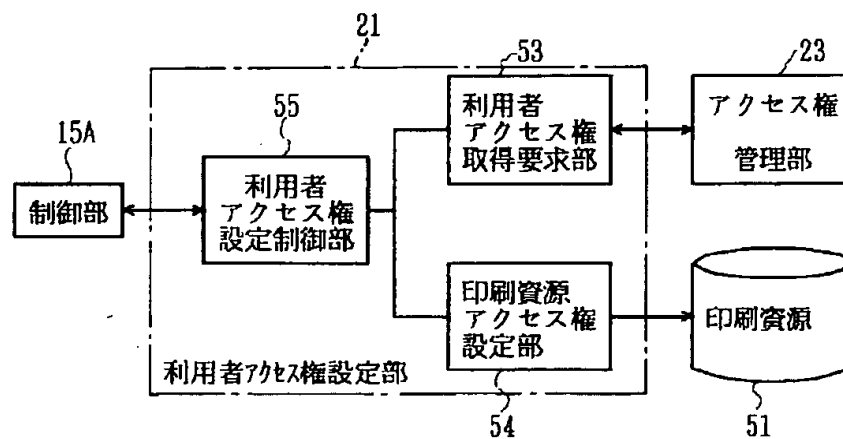 21
53
23
利用者
アクセス権
取得要求部
アクセス権
管理部
55
15A
制御部
利用者
アクセス権
設定制御部
印刷資源
アクセス権
設定部
印刷資源
利用者アクセス権設定部
54
51